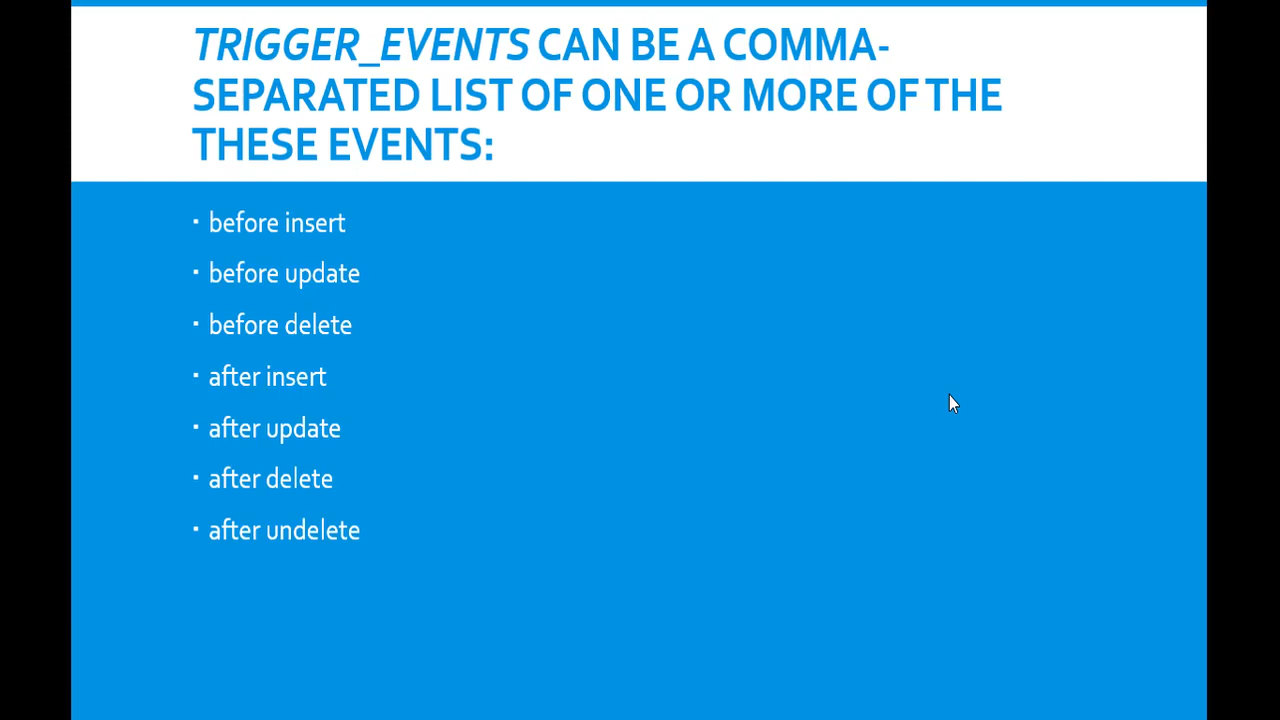 TRIGGER_EVENTS CAN BE A COMMA-
SEPARATED LIST OF ONE OR MORE OF THE
THESE EVENTS:
▪ before insert
▪ before update
▪ before delete
▪ after insert
▪ after update
▪ after delete
▪ after undelete